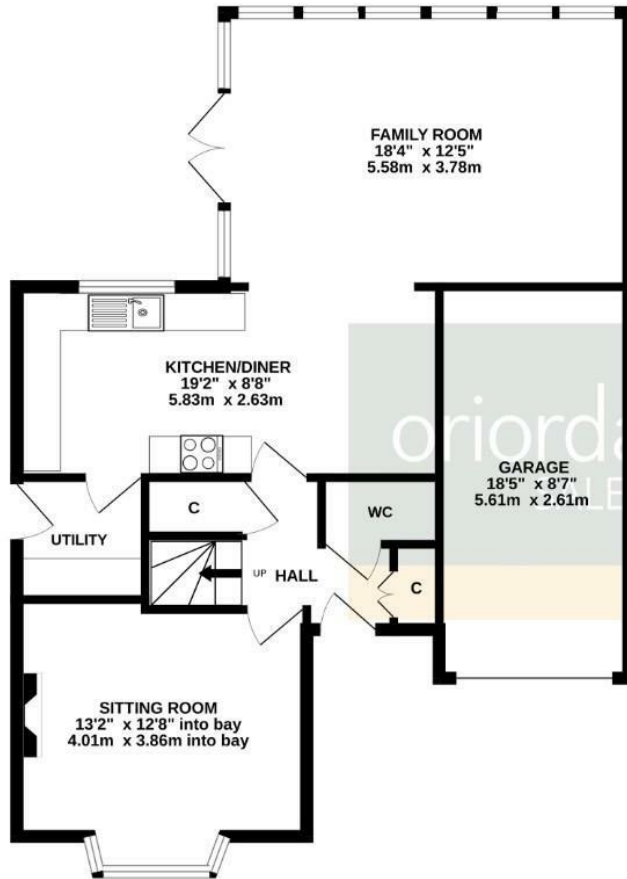 FAMILY ROOM
18'4" x 12'5"
5.58m x 3.78m
KITCHEN/DINER
19'2" x 8'8"
5.83m x 2.63m
GARAGE
18'5" x 8'7"
5.61m x 2.61m
C
WC
UTILITY
UP
HALL
C
SITTING ROOM
13'2" x 12'8" into bay
4.01m x 3.86m into bay